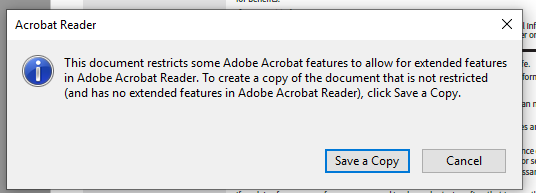 for benefits.
Acrobat Reader
This document restricts some Adobe Acrobat features to allow for extended features
in Adobe Acrobat Reader. To create a copy of the document that is not restricted
(and has no extended features in Adobe Acrobat Reader), click Save a Copy.
Save a Copy
Cancel